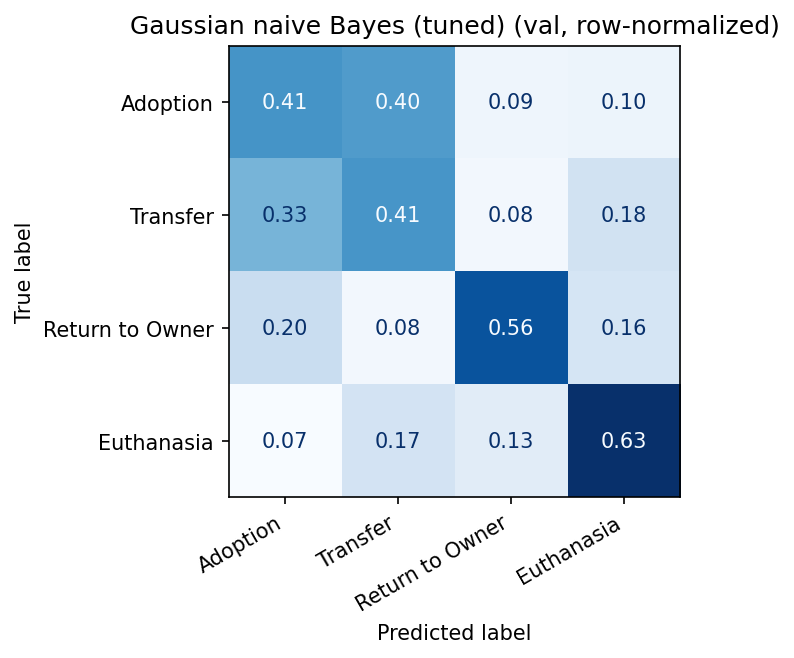 Gaussian naive Bayes (tuned) (val, row-normalized)
True label
Adoption 0.41 0.40 0.09 0.10
Transfer 0.33 0.41 0.08 0.18
Return to Owner 0.20 0.08 0.56 0.16
Euthanasia 0.07 0.17 0.13 0.63
Adoption Transfer Return to Owner Euthanasia
Predicted label